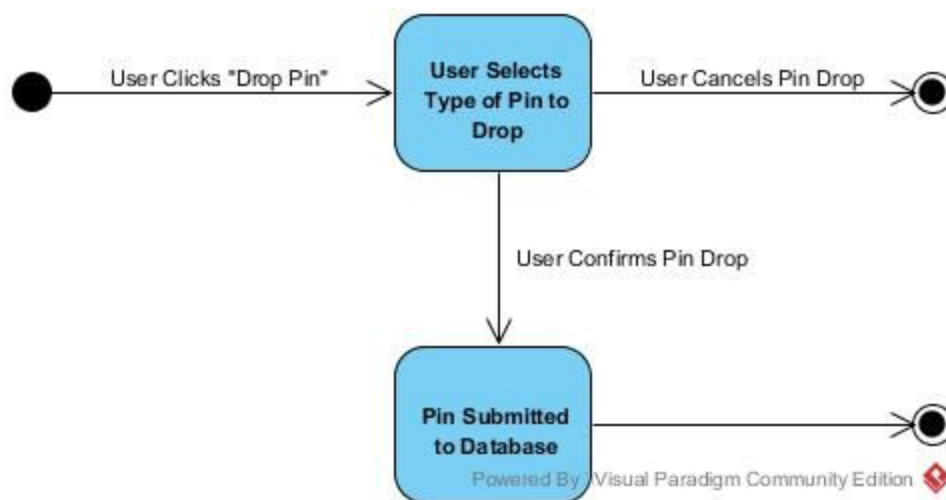 User Clicks "Drop Pin"
User Selects
Type of Pin to
Drop
User Cancels Pin Drop
User Confirms Pin Drop
Pin Submitted
to Database
Powered By Visual Paradigm Community Edition